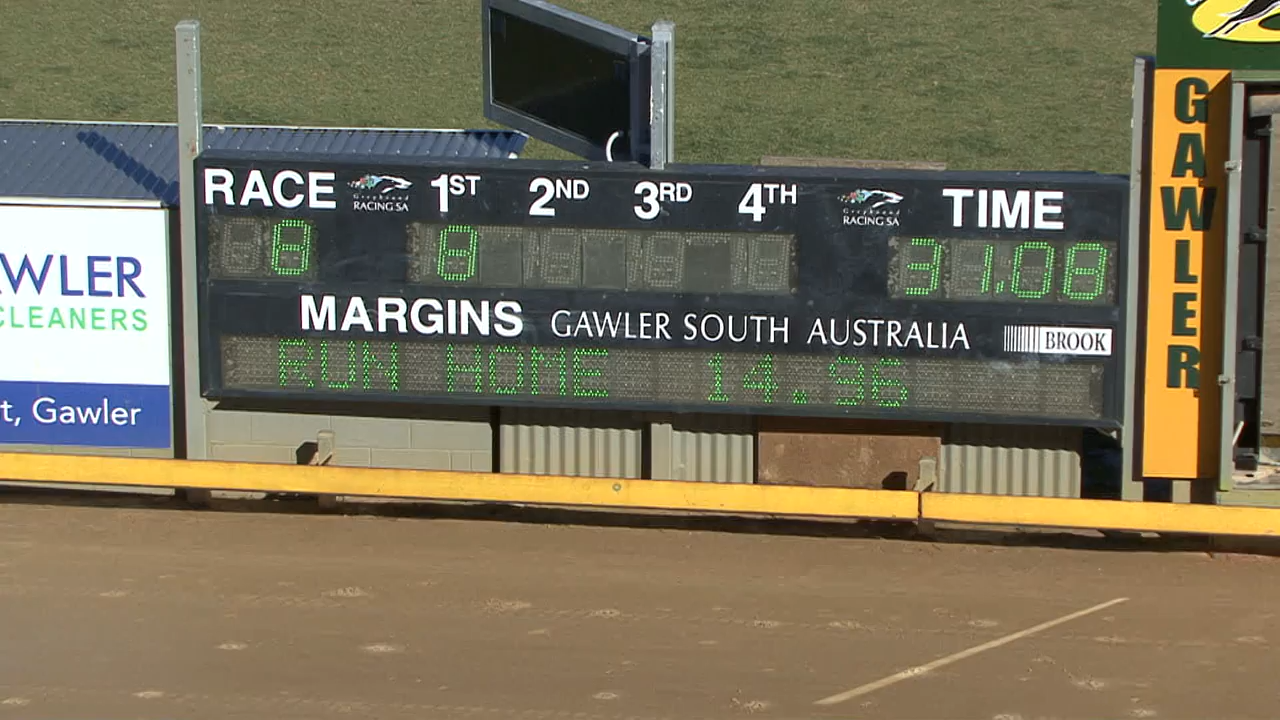 RACE Greyhound RACING SA 1ST 2ND 3RD 4TH Greyhound RACING SA TIME
8 8 31.08
MARGINS GAWLER SOUTH AUSTRALIA BROOK
RUN HOME 14.96
AWLER
CLEANERS
t, Gawler
GAWLER